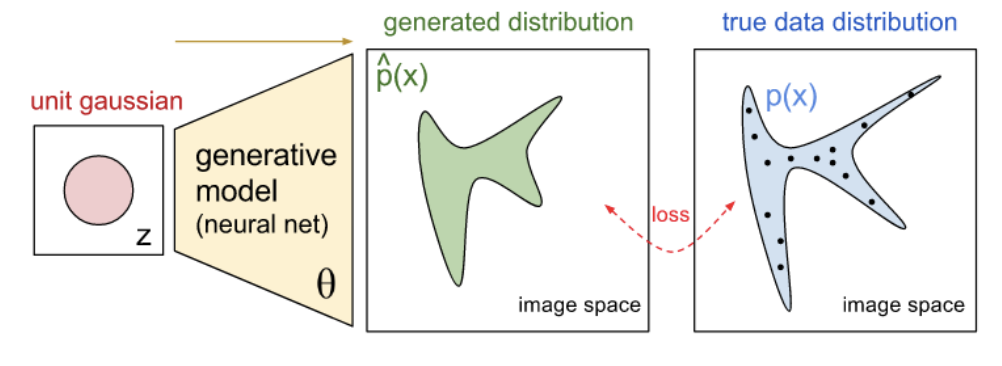 generated distribution
true data distribution
p̂(x)
p(x)
unit gaussian
generative
model
(neural net)
z
θ
loss
image space
image space